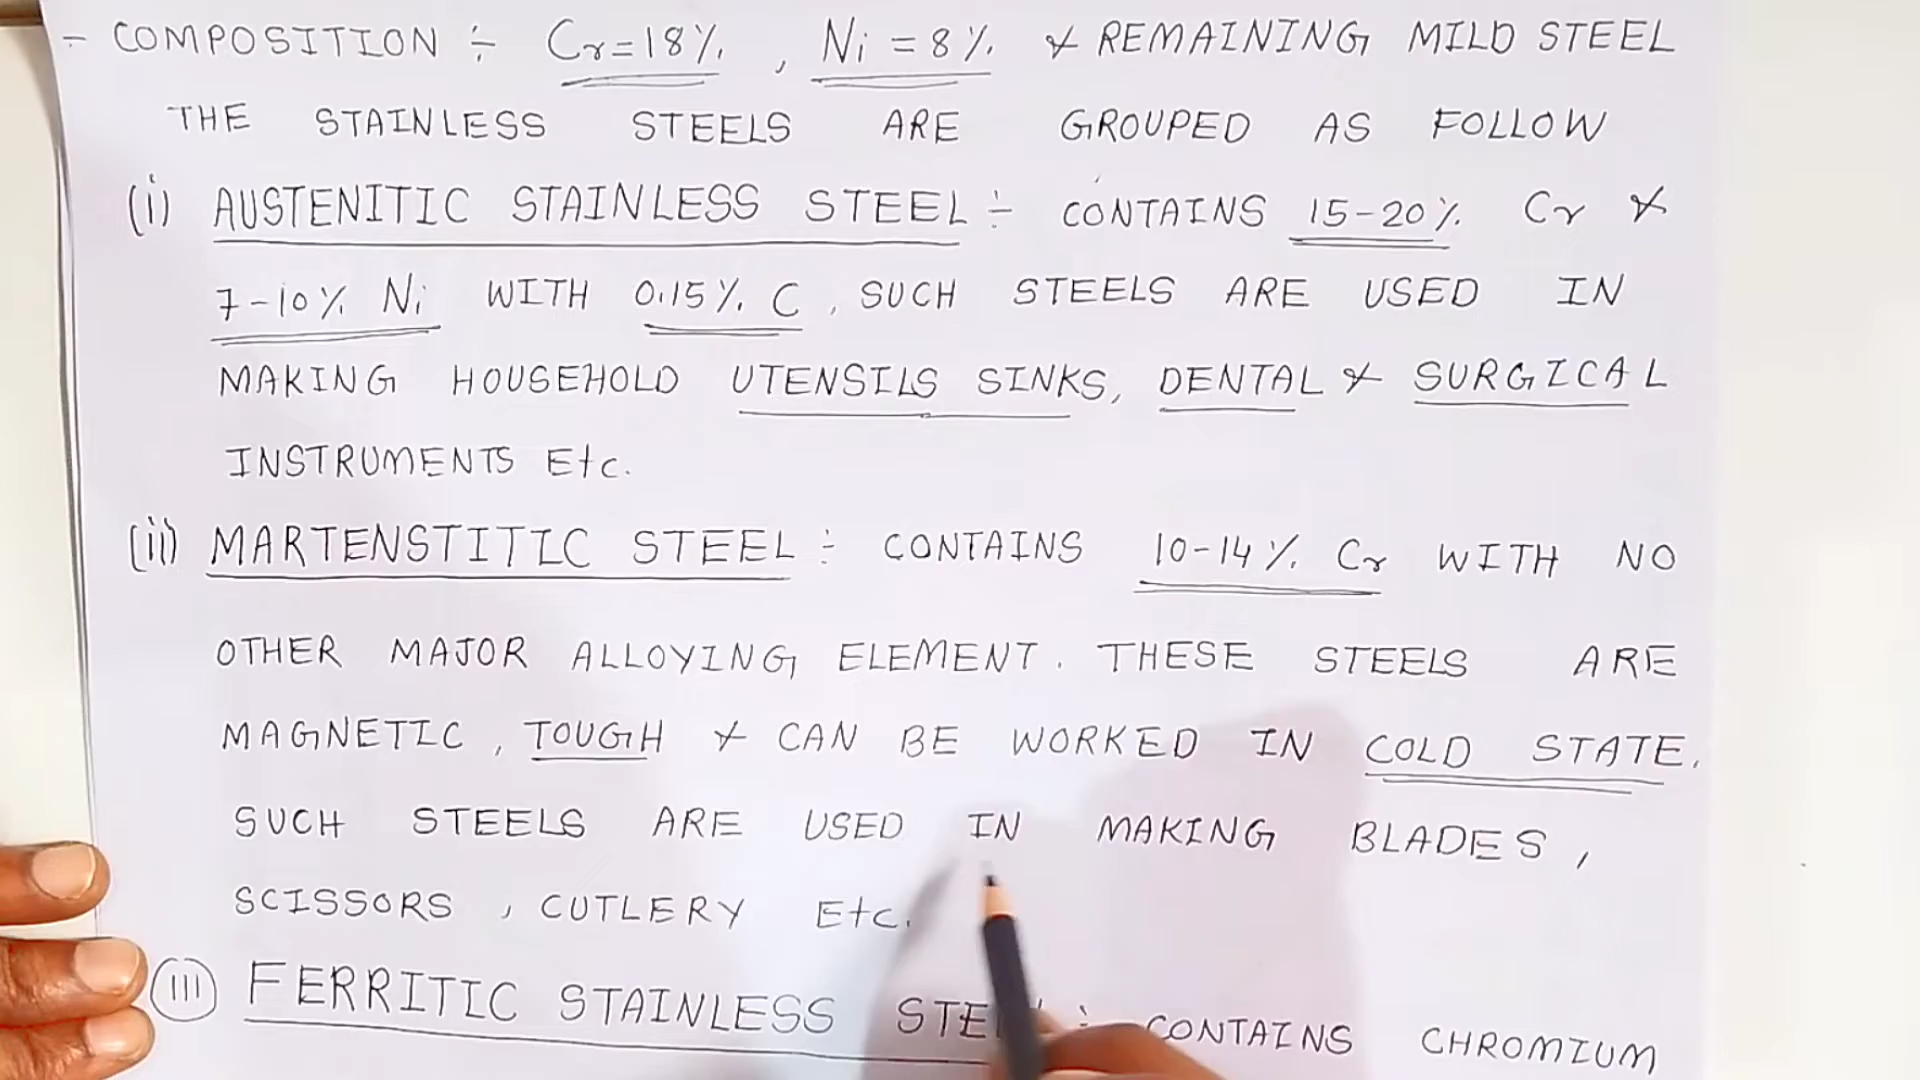 - COMPOSITION ÷ Cr=18%, Ni=8% & REMAINING MILD STEEL
THE STAINLESS STEELS ARE GROUPED AS FOLLOW
(i) AUSTENITIC STAINLESS STEEL ÷ CONTAINS 15-20% Cr &
7-10% Ni WITH 0.15% C, SUCH STEELS ARE USED IN
MAKING HOUSEHOLD UTENSILS SINKS, DENTAL & SURGICAL
INSTRUMENTS Etc.
(ii) MARTENSTITIC STEEL ÷ CONTAINS 10-14% Cr WITH NO
OTHER MAJOR ALLOYING ELEMENT. THESE STEELS ARE
MAGNETIC, TOUGH & CAN BE WORKED IN COLD STATE.
SUCH STEELS ARE USED IN MAKING BLADES,
SCISSORS, CUTLERY Etc.
(iii) FERRITIC STAINLESS STEEL ÷ CONTAINS CHROMIUM